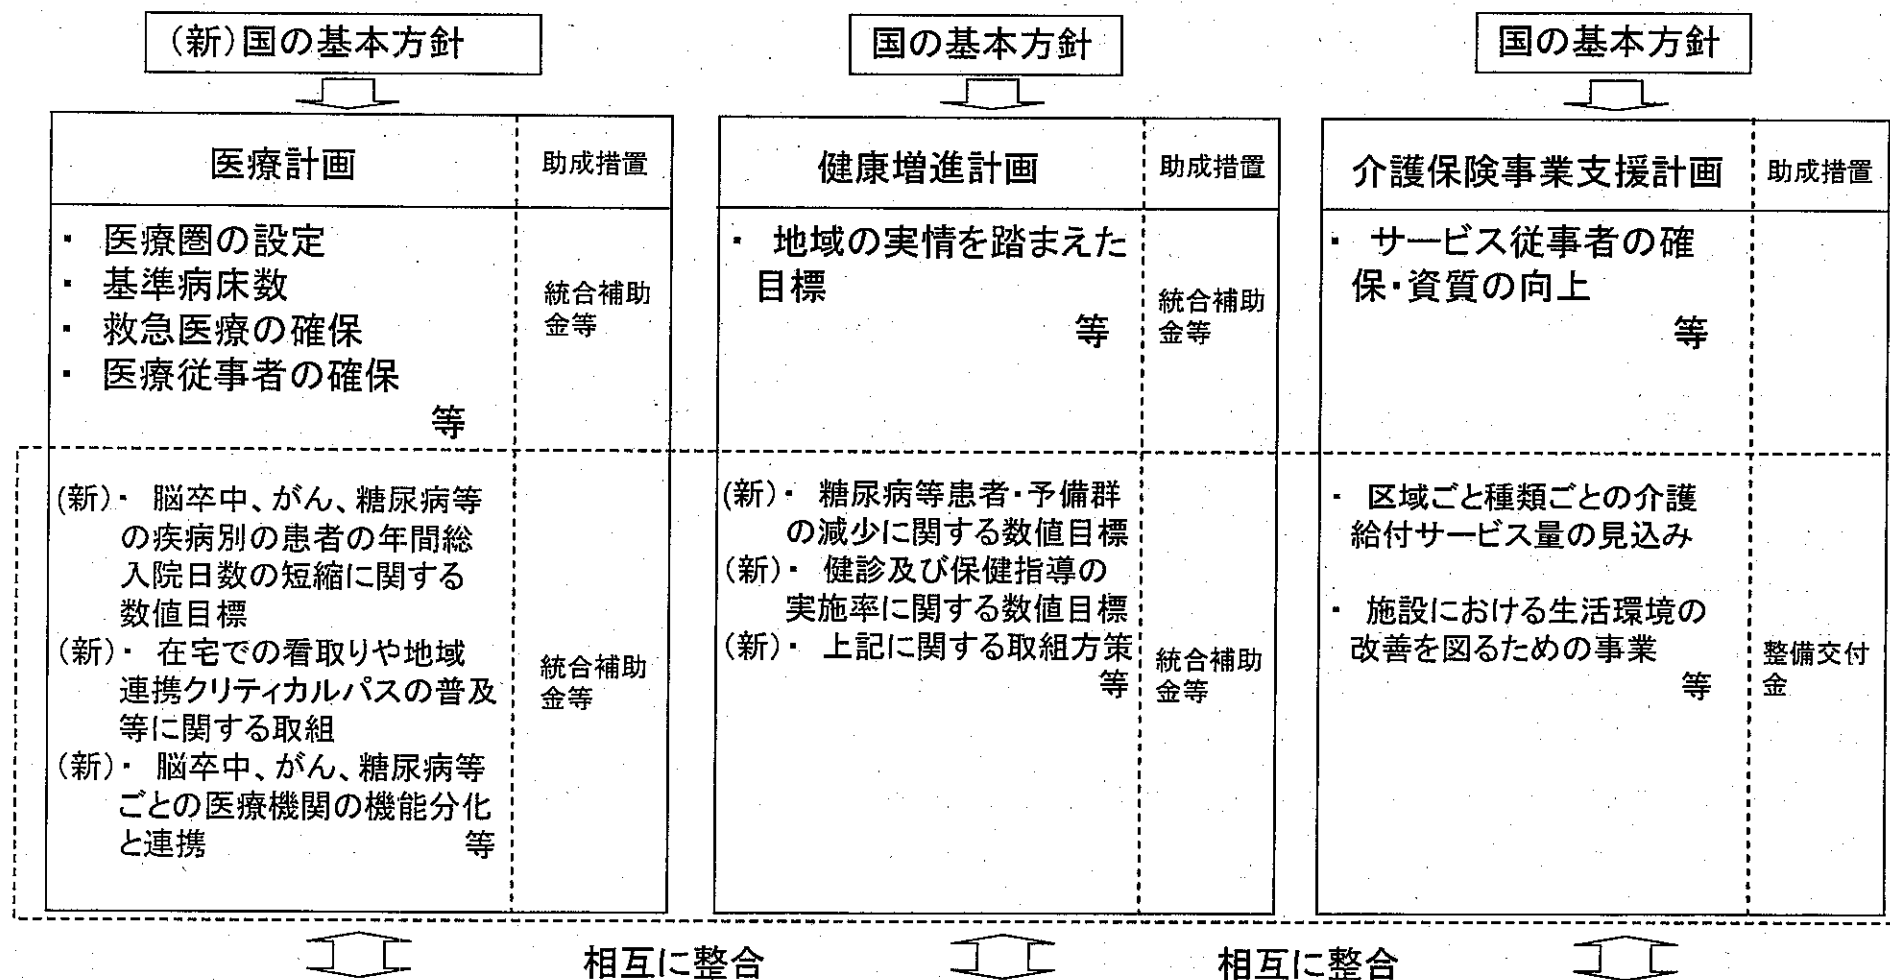 (新)国の基本方針
医療計画
助成措置
・ 医療圏の設定
・ 基準病床数
・ 救急医療の確保
・ 医療従事者の確保
等
統合補助
金等
(新)・ 脳卒中、がん、糖尿病等
の疾病別の患者の年間総
入院日数の短縮に関する
数値目標
(新)・ 在宅での看取りや地域
連携クリティカルパスの普及
等に関する取組
(新)・ 脳卒中、がん、糖尿病等
ごとの医療機関の機能分化
と連携 等
統合補助
金等
国の基本方針
健康増進計画
助成措置
・ 地域の実情を踏まえた
目標
等
統合補助
金等
(新)・ 糖尿病等患者・予備群
の減少に関する数値目標
(新)・ 健診及び保健指導の
実施率に関する数値目標
(新)・ 上記に関する取組方策
等
統合補助
金等
国の基本方針
介護保険事業支援計画
助成措置
・ サービス従事者の確
保・資質の向上
等
・ 区域ごと種類ごとの介護
給付サービス量の見込み
・ 施設における生活環境の
改善を図るための事業
等
整備交付
金
相互に整合
相互に整合